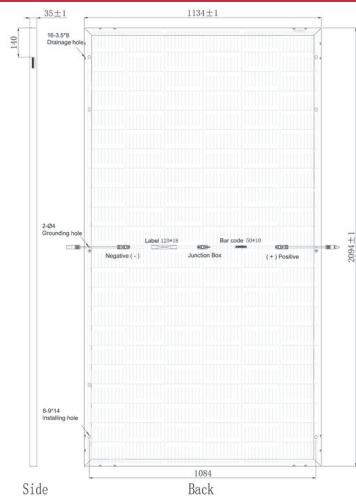 35±1
1134±1
140
16-3.5*8
Drainage hole
2-Ø4
Grounding hole
Label 120*18
Bar code 50*10
Negative ( - )
Junction Box
( + ) Positive
2094±1
8-9*14
Installing hole
1084
Side
Back